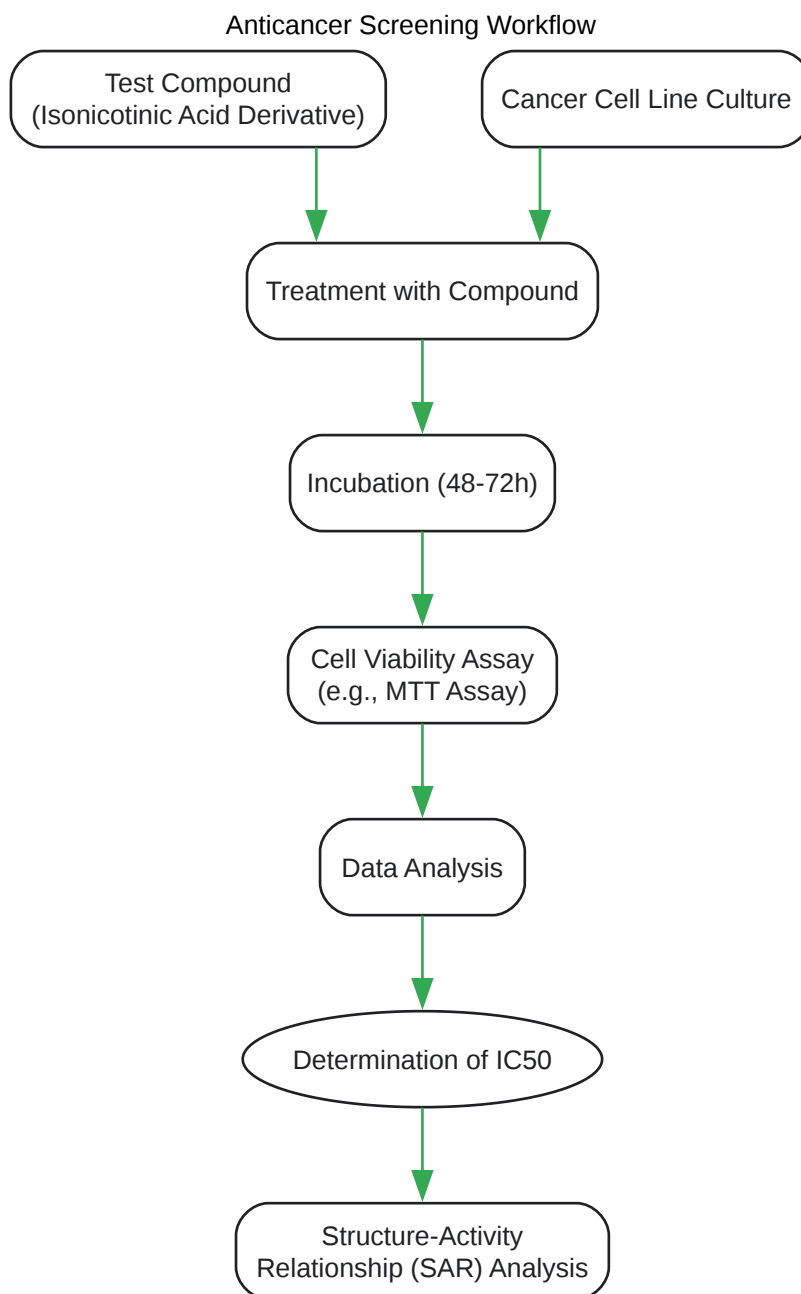 Anticancer Screening Workflow
Test Compound
(Isonicotinic Acid Derivative)
Cancer Cell Line Culture
Treatment with Compound
Incubation (48-72h)
Cell Viability Assay
(e.g., MTT Assay)
Data Analysis
Determination of IC50
Structure-Activity
Relationship (SAR) Analysis